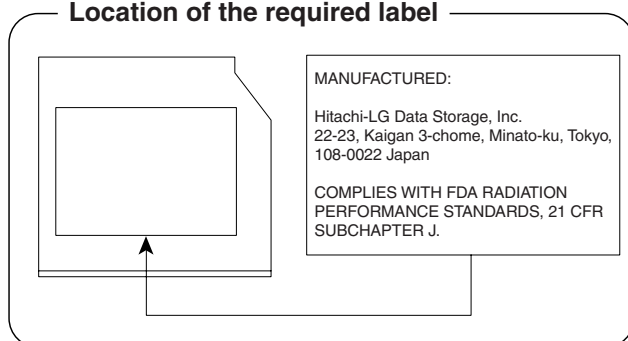 Location of the required label
MANUFACTURED:
Hitachi-LG Data Storage, Inc.
22-23, Kaigan 3-chome, Minato-ku, Tokyo,
108-0022 Japan
COMPLIES WITH FDA RADIATION
PERFORMANCE STANDARDS, 21 CFR
SUBCHAPTER J.